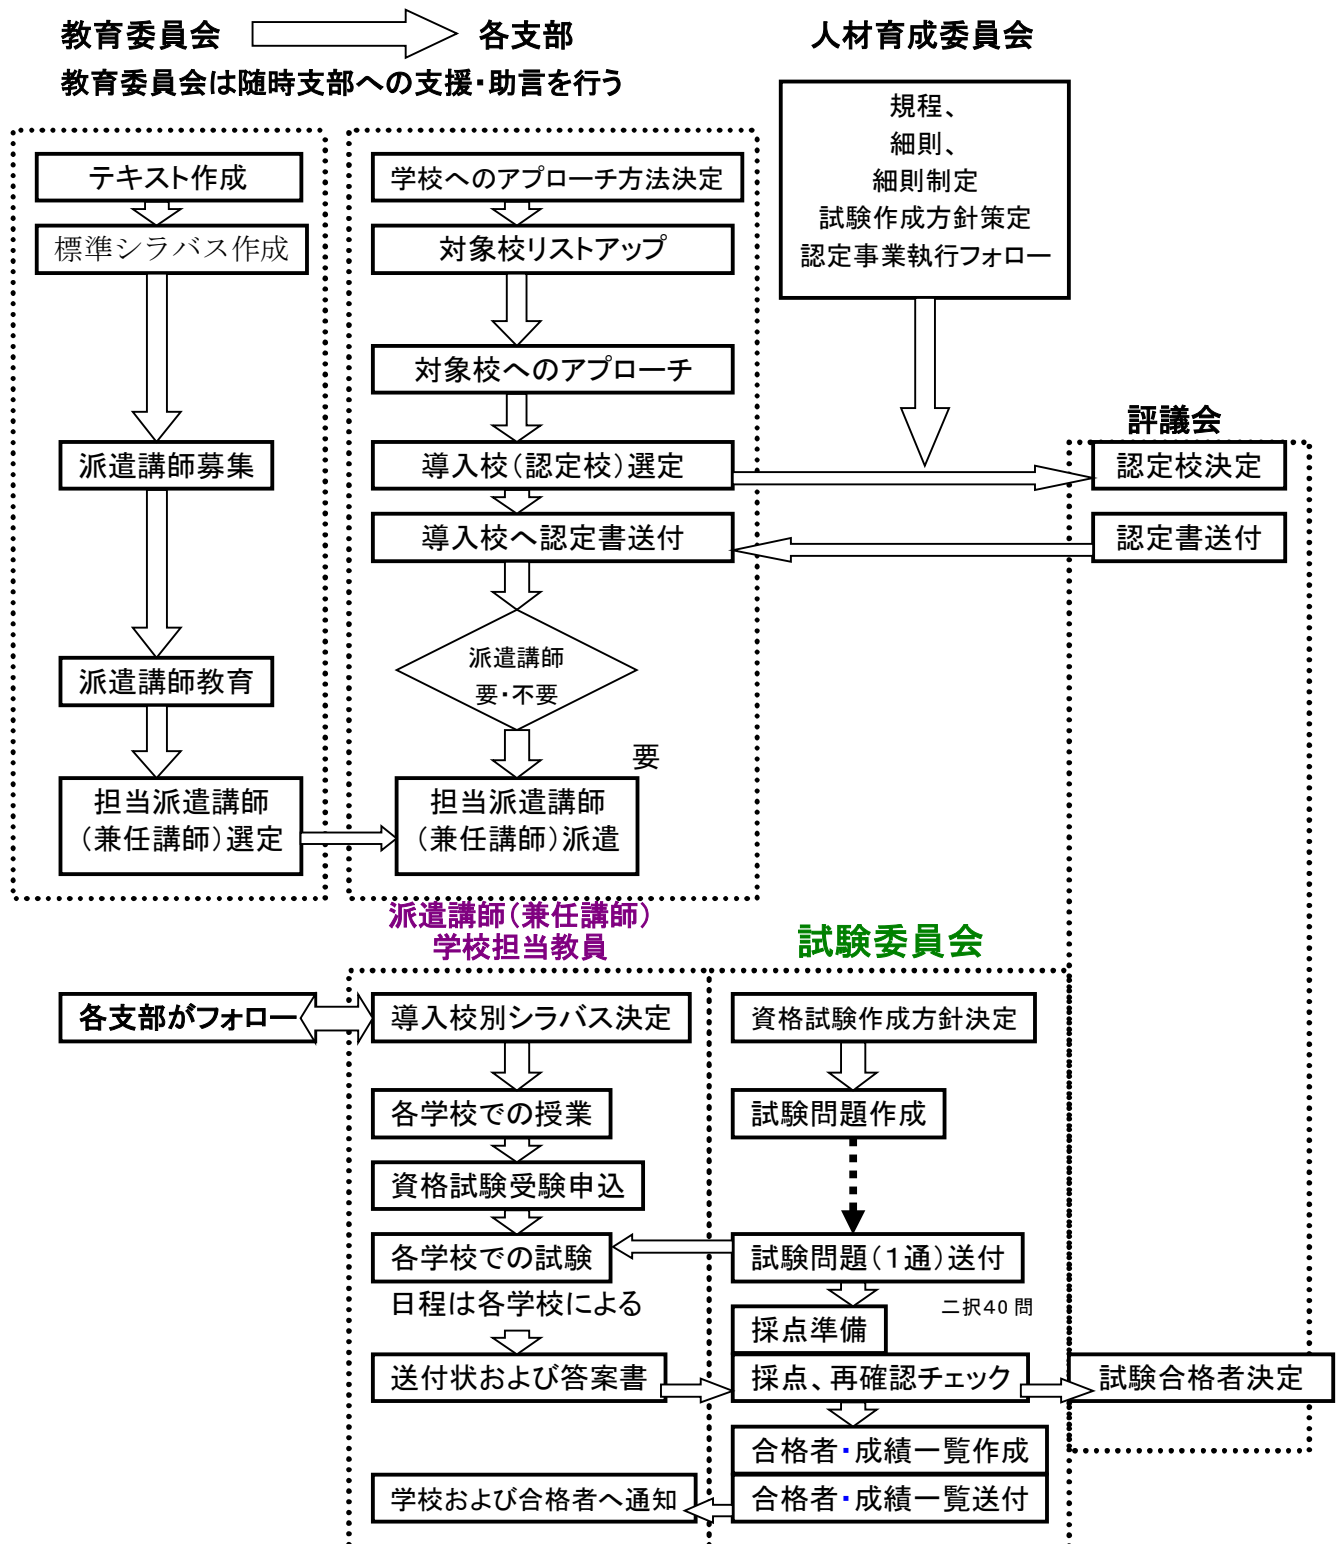 教育委員会
各支部
人材育成委員会
教育委員会は随時支部への支援・助言を行う
規程、
細則、
細則制定
試験作成方針策定
認定事業執行フォロー
テキスト作成
標準シラバス作成
派遣講師募集
派遣講師教育
担当派遣講師
（兼任講師）選定
学校へのアプローチ方法決定
対象校リストアップ
対象校へのアプローチ
導入校（認定校）選定
導入校へ認定書送付
派遣講師
要・不要
要
担当派遣講師
（兼任講師）派遣
評議会
認定校決定
認定書送付
派遣講師（兼任講師）
学校担当教員
試験委員会
各支部がフォロー
導入校別シラバス決定
各学校での授業
資格試験受験申込
各学校での試験
日程は各学校による
送付状および答案書
学校および合格者へ通知
資格試験作成方針決定
試験問題作成
試験問題（１通）送付
二択40問
採点準備
採点、再確認チェック
合格者・成績一覧作成
合格者・成績一覧送付
試験合格者決定